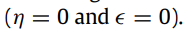 (η = 0 and ϵ = 0).